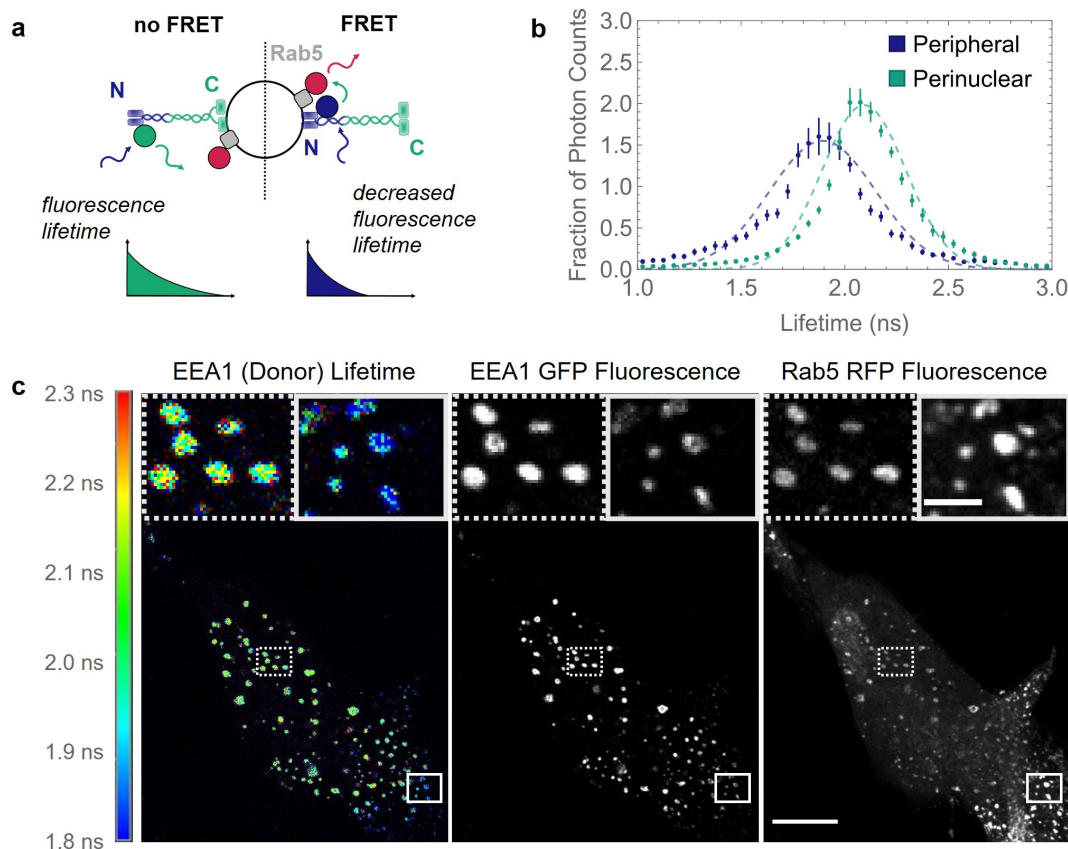 a
no FRET
FRET
Rab5
N
C
N
C
fluorescence
lifetime
decreased
fluorescence
lifetime
b
Fraction of Photon Counts
3.0
2.5
2.0
1.5
1.0
0.5
0.0
Peripheral
Perinuclear
1.0 1.5 2.0 2.5 3.0
Lifetime (ns)
c
EEA1 (Donor) Lifetime EEA1 GFP Fluorescence Rab5 RFP Fluorescence
2.3 ns
2.2 ns
2.1 ns
2.0 ns
1.9 ns
1.8 ns